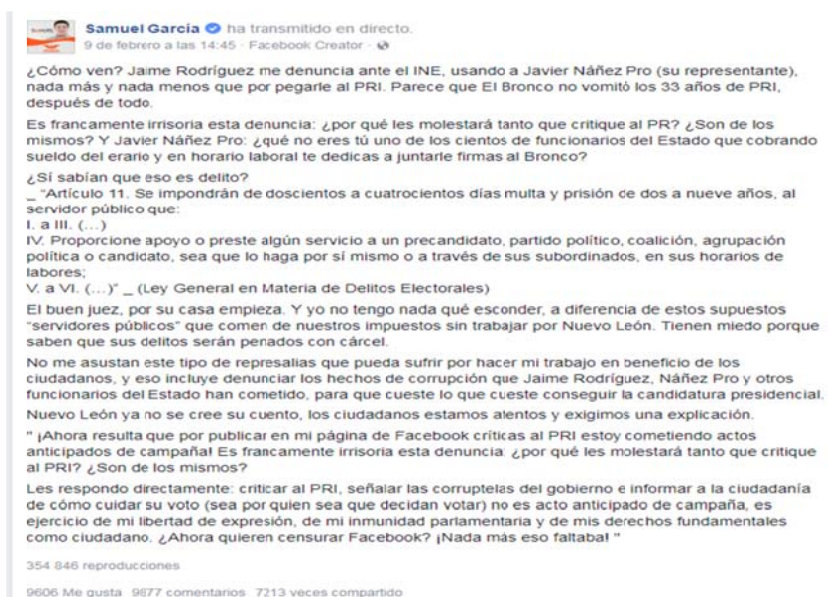 Samuel García ha transmitido en directo.
9 de febrero a las 14:45 · Facebook Creator ·
¿Cómo ven? Jaime Rodríguez me denuncia ante el INE, usando a Javier Náñez Pro (su representante),
nada más y nada menos que por pegarle al PRI. Parece que El Bronco no vomitó los 33 años de PRI,
después de todo.
Es francamente irrisoria esta denuncia: ¿por qué les molestará tanto que critique al PR? ¿Son de los
mismos? Y Javier Náñez Pro: ¿qué no eres tú uno de los cientos de funcionarios del Estado que cobrando
sueldo del erario y en horario laboral te dedicas a juntarle firmas al Bronco?
¿Sí sabían que eso es delito?
_ "Artículo 11. Se impondrán de doscientos a cuatrocientos días multa y prisión de dos a nueve años, al
servidor público que:
I. a III. (...)
IV. Proporcione apoyo o preste algún servicio a un precandidato, partido político, coalición, agrupación
política o candidato, sea que lo haga por sí mismo o a través de sus subordinados, en sus horarios de
labores;
V. a VI. (...)" _ (Ley General en Materia de Delitos Electorales)
El buen juez, por su casa empieza. Y yo no tengo nada qué esconder, a diferencia de estos supuestos
"servidores públicos" que comen de nuestros impuestos sin trabajar por Nuevo León. Tienen miedo porque
saben que sus delitos serán penados con cárcel.
No me asustan este tipo de represalias que pueda sufrir por hacer mi trabajo en beneficio de los
ciudadanos, y eso incluye denunciar los hechos de corrupción que Jaime Rodríguez, Náñez Pro y otros
funcionarios del Estado han cometido, para que cueste lo que cueste conseguir la candidatura presidencial.
Nuevo León ya no se cree su cuento, los ciudadanos estamos atentos y exigimos una explicación.
" ¡Ahora resulta que por publicar en mi página de Facebook críticas al PRI estoy cometiendo actos
anticipados de campaña! Es francamente irrisoria esta denuncia: ¿por qué les molestará tanto que critique
al PRI? ¿Son de los mismos?
Les respondo directamente: criticar al PRI, señalar las corruptelas del gobierno e informar a la ciudadanía
de cómo cuidar su voto (sea por quien sea que decidan votar) no es acto anticipado de campaña, es
ejercicio de mi libertad de expresión, de mi inmunidad parlamentaria y de mis derechos fundamentales
como ciudadano. ¿Ahora quieren censurar Facebook? ¡Nada más eso faltaba! "
354 846 reproducciones
9606 Me gusta 9877 comentarios 7213 veces compartido